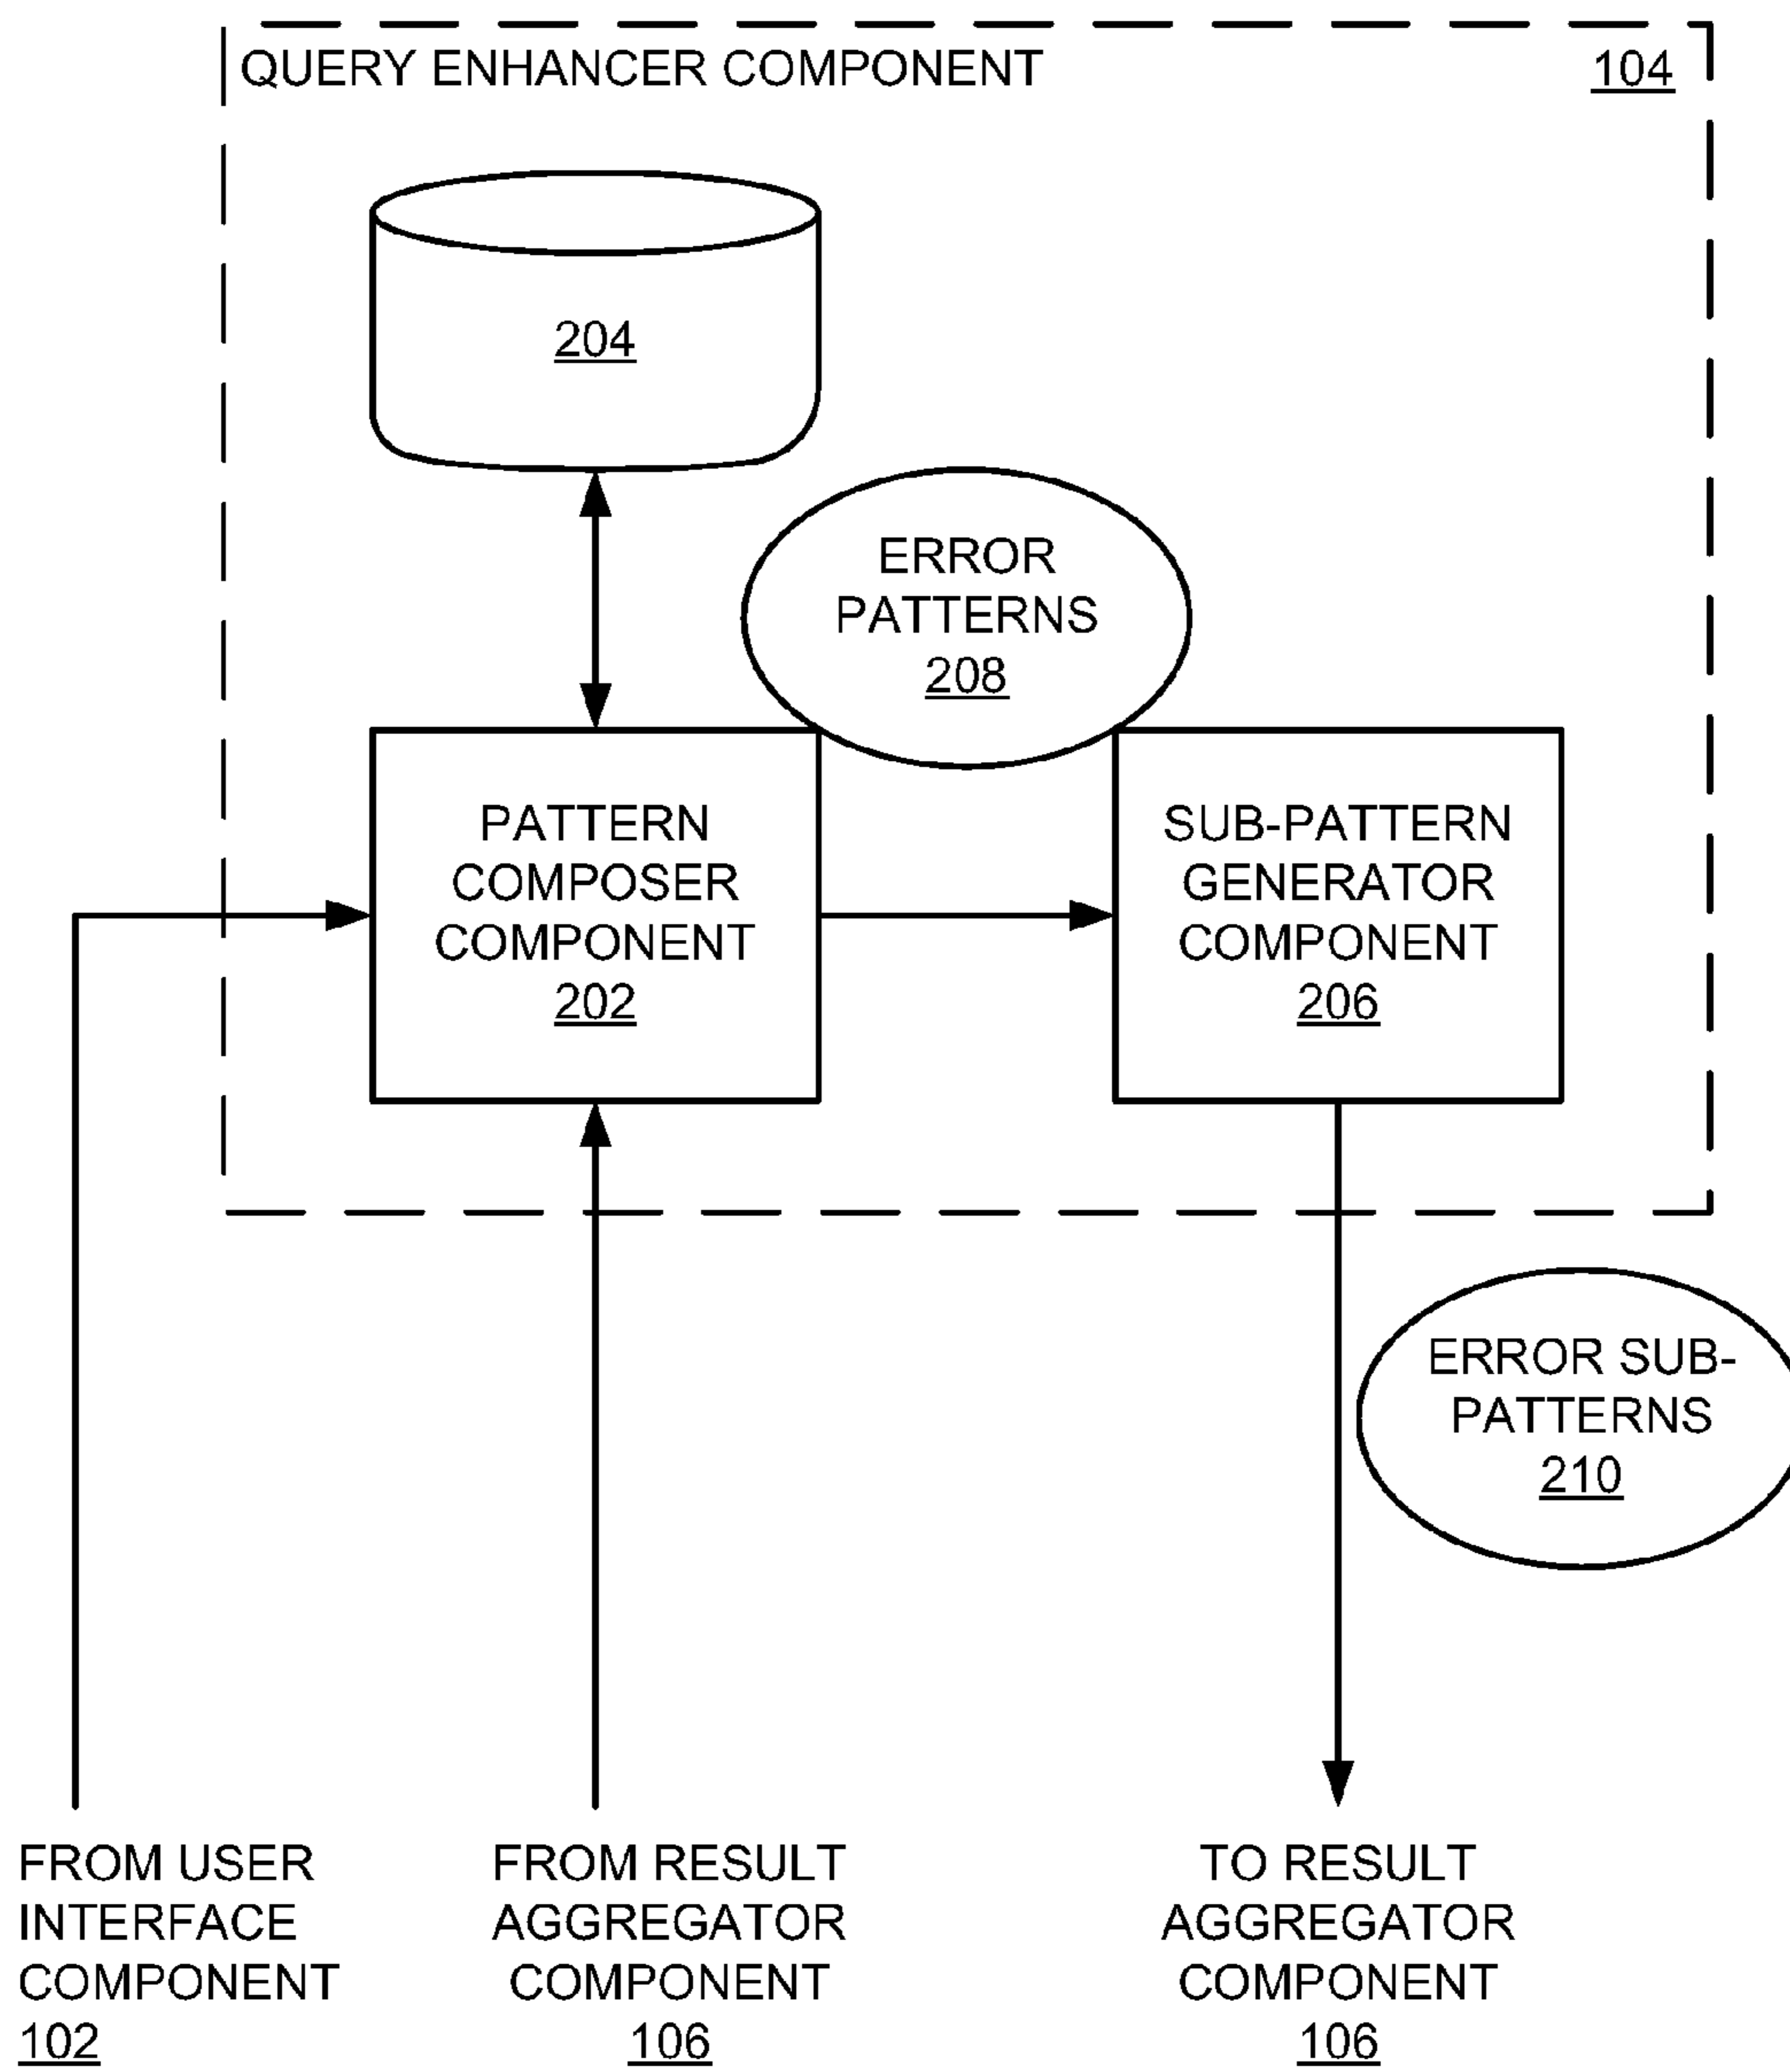 QUERY ENHANCER COMPONENT
104
204
ERROR
PATTERNS
208
PATTERN
COMPOSER
COMPONENT
202
SUB-PATTERN
GENERATOR
COMPONENT
206
ERROR SUB-
PATTERNS
210
FROM USER
INTERFACE
COMPONENT
102
FROM RESULT
AGGREGATOR
COMPONENT
106
TO RESULT
AGGREGATOR
COMPONENT
106